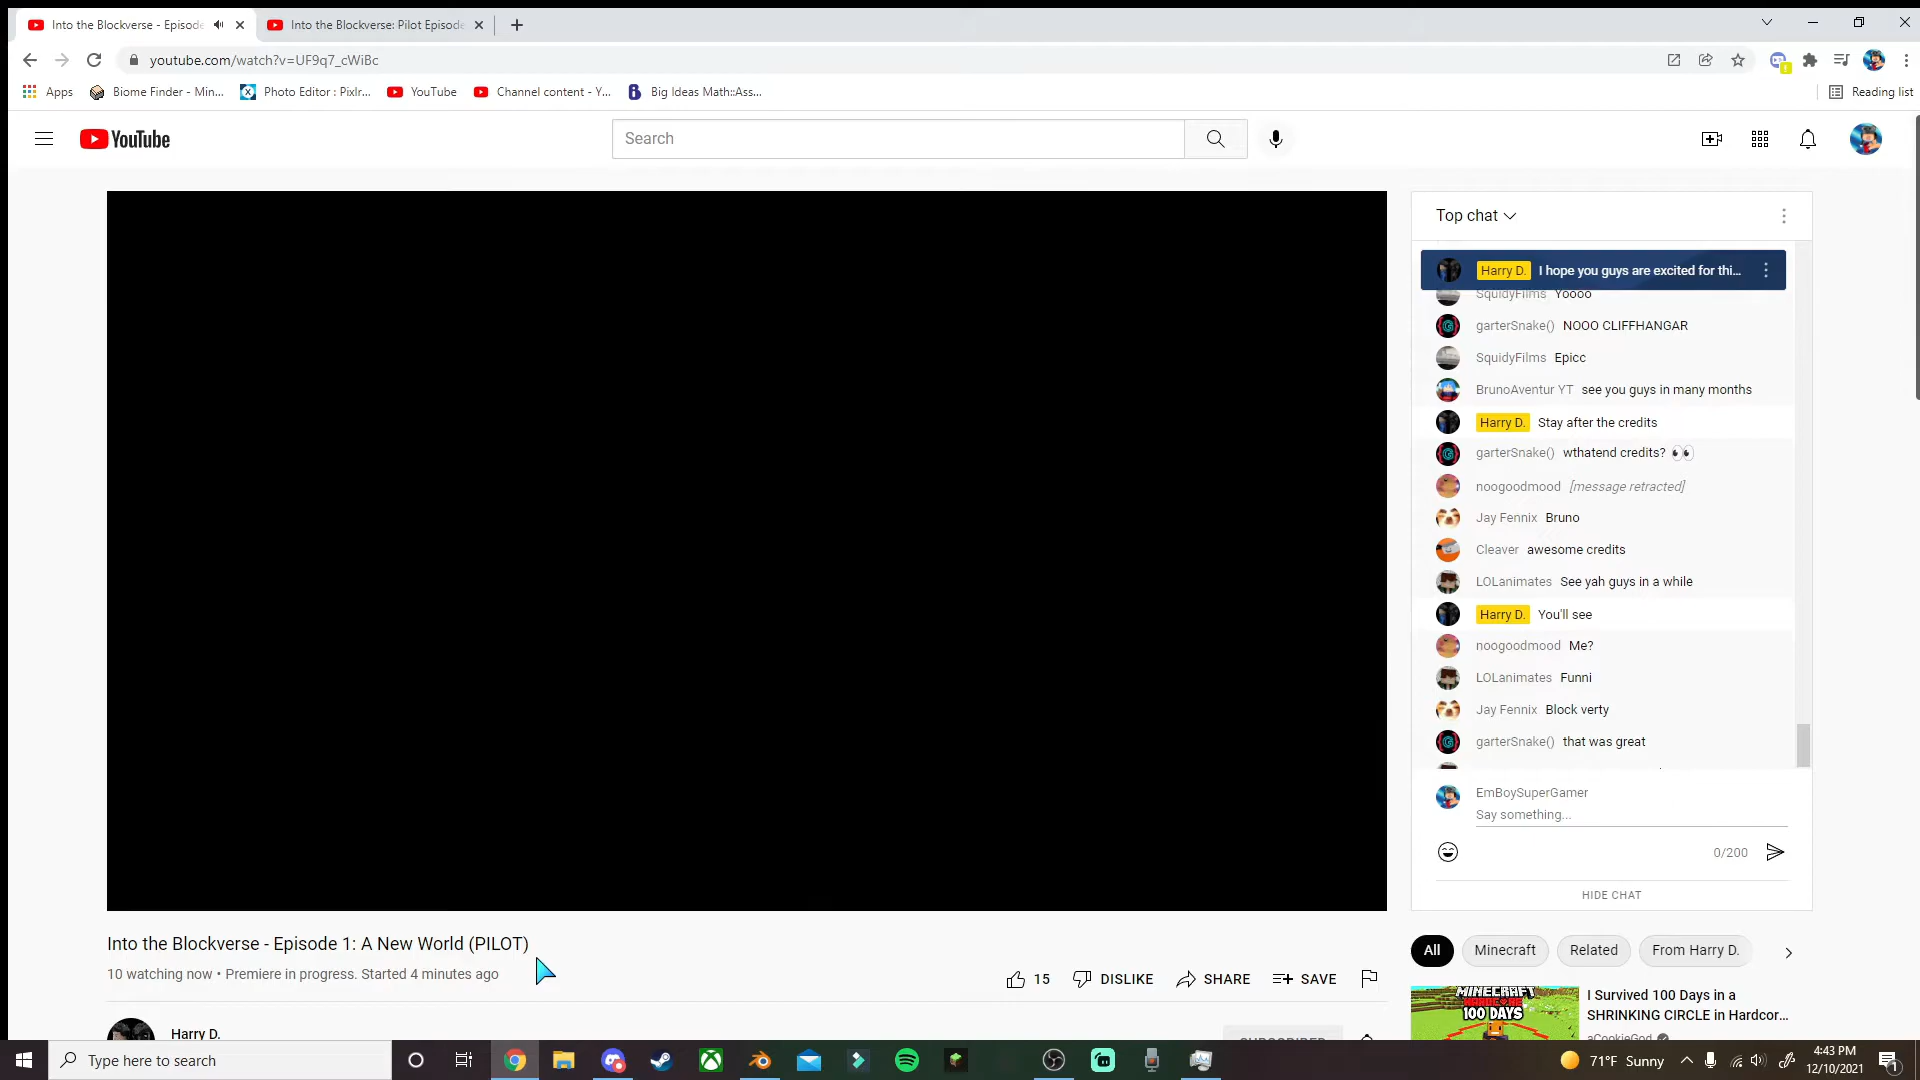 Into the Blockverse - Episode
Into the Blockverse: Pilot Episode
youtube.com/watch?v=UF9q7_cWiBc
Apps
Biome Finder - Min...
Photo Editor : Pixlr...
YouTube
Channel content - Y...
Big Ideas Math::Ass...
Reading list
YouTube
Search
Top chat
Harry D. I hope you guys are excited for thi...
SquidyFilms Yoooo
garterSnake() NOOO CLIFFHANGAR
SquidyFilms Epicc
BrunoAventur YT see you guys in many months
Harry D. Stay after the credits
garterSnake() wthatend credits? 👀
noogoodmood [message retracted]
Jay Fennix Bruno
Cleaver awesome credits
LOLanimates See yah guys in a while
Harry D. You'll see
noogoodmood Me?
LOLanimates Funni
Jay Fennix Block verty
garterSnake() that was great
EmBoySuperGamer
Say something...
0/200
HIDE CHAT
Into the Blockverse - Episode 1: A New World (PILOT)
10 watching now • Premiere in progress. Started 4 minutes ago
15 DISLIKE SHARE SAVE
Harry D.
SUBSCRIBED
All Minecraft Related From Harry D.
MINECRAFT
HARDCORE
100 DAYS
I Survived 100 Days in a
SHRINKING CIRCLE in Hardcor...
aCookieGod
Type here to search
71°F Sunny
4:43 PM
12/10/2021
1